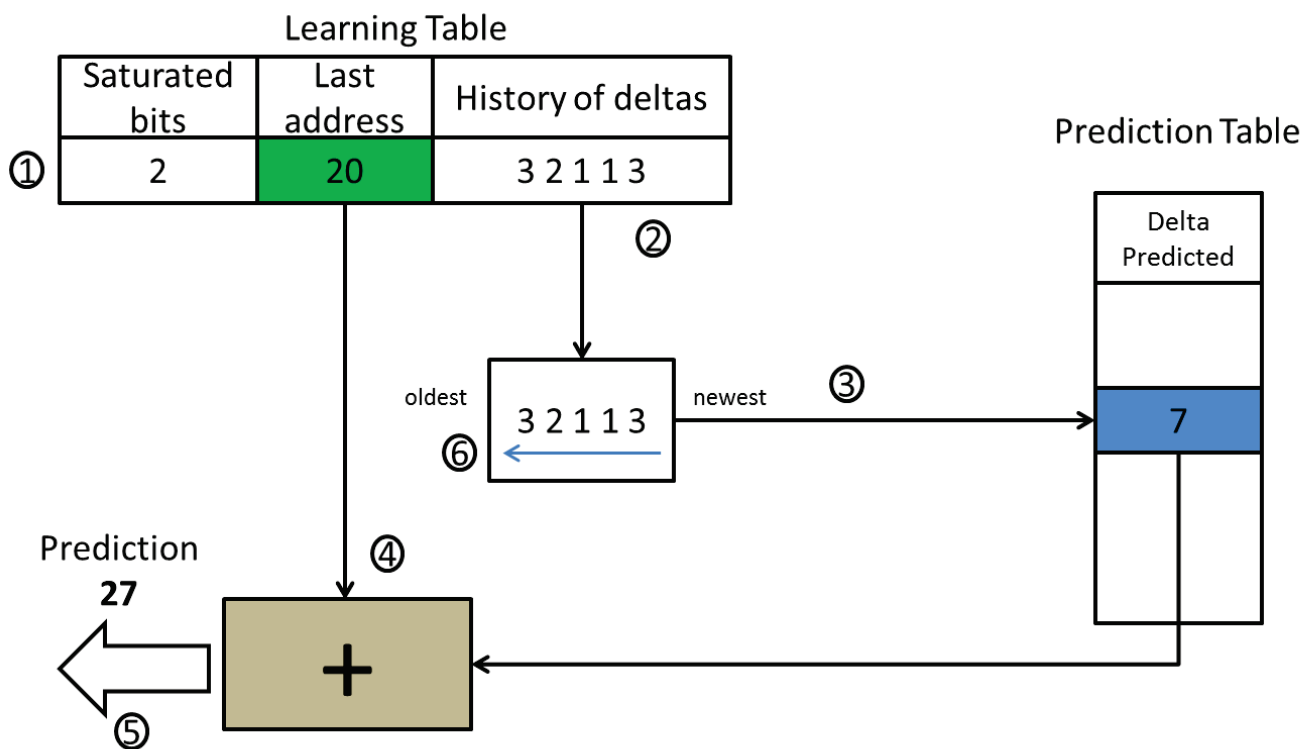 Learning Table
Saturated bits
Last address
History of deltas
① 2 20 3 2 1 1 3
②
Prediction Table
Delta Predicted
oldest 3 2 1 1 3 newest
③
7
⑥
④
Prediction
27
+
⑤